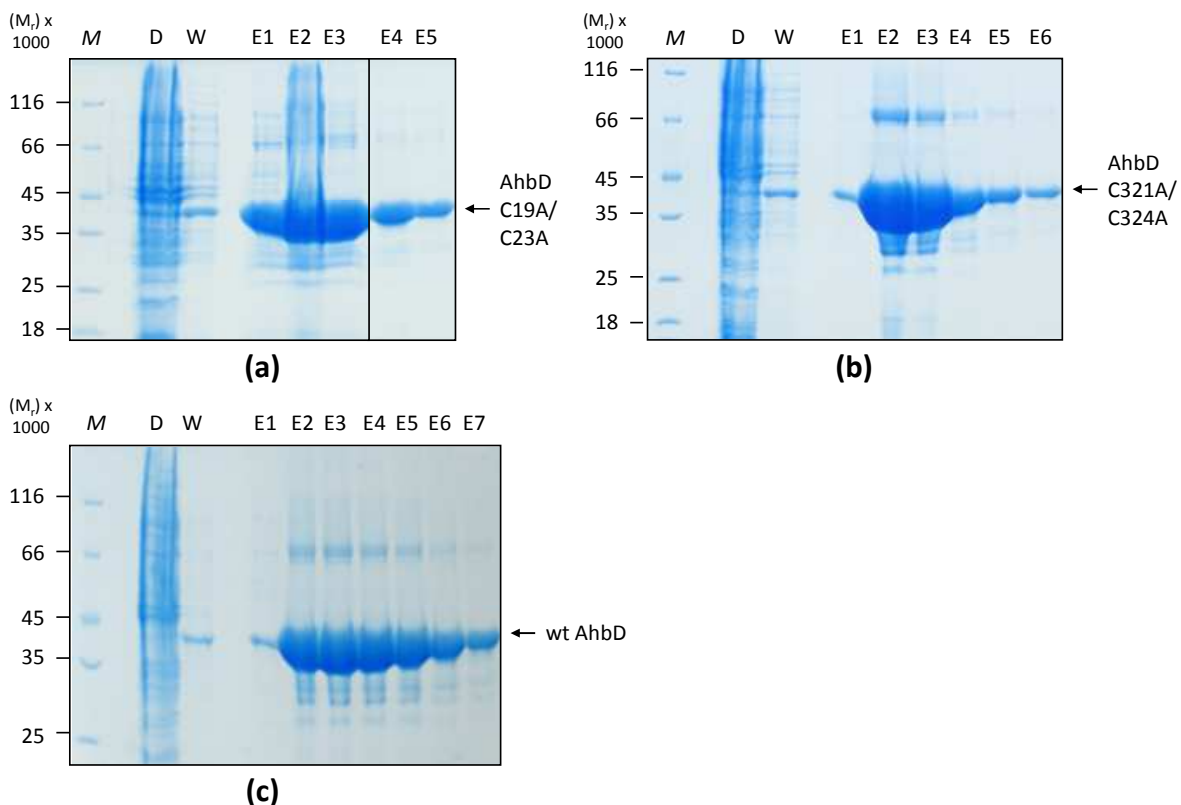 (Mr) x
1000
M D W E1 E2 E3 E4 E5
116
66
45
35
25
18
AhbD
C19A/
C23A
(a)
(Mr) x
1000
M D W E1 E2 E3 E4 E5 E6
116
66
45
35
25
18
AhbD
C321A/
C324A
(b)
(Mr) x
1000
M D W E1 E2 E3 E4 E5 E6 E7
116
66
45
35
25
wt AhbD
(c)